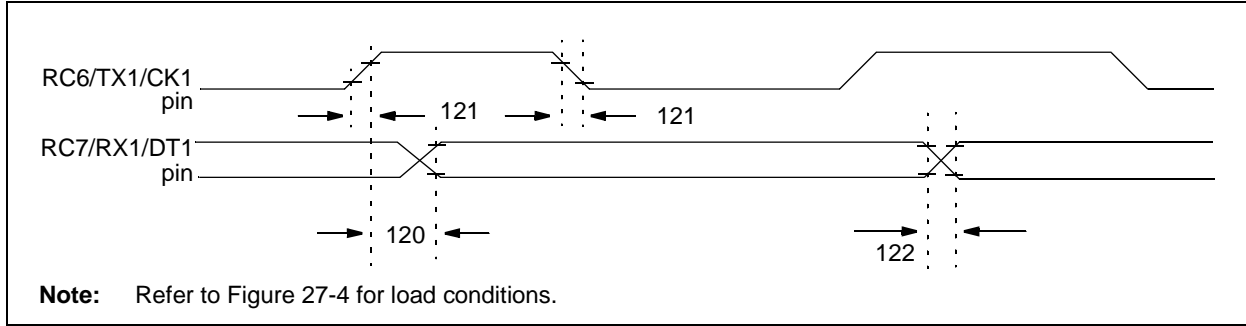 RC6/TX1/CK1
pin
121
121
RC7/RX1/DT1
pin
120
122
Note: Refer to Figure 27-4 for load conditions.